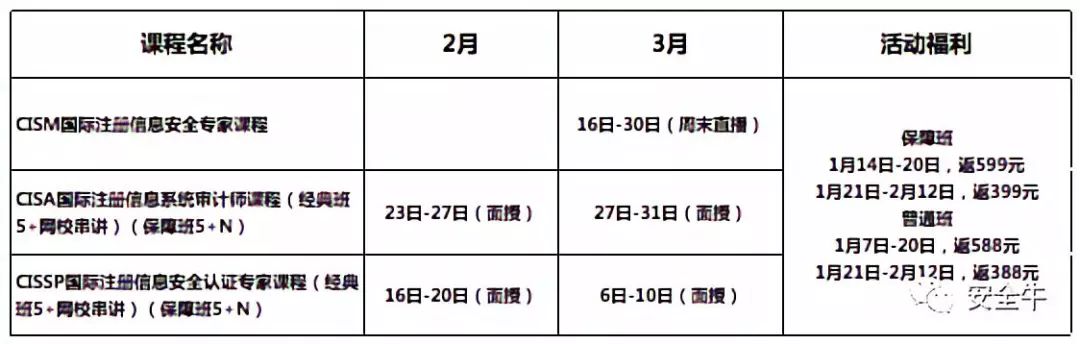 课程名称 2月 3月 活动福利
CISM国际注册信息安全专家课程 16日-30日（周末直播）
CISA国际注册信息系统审计师课程（经典班
5+网校串讲）（保障班5+N）
23日-27日（面授） 27日-31日（面授）
CISSP国际注册信息安全认证专家课程（经典
班5+网校串讲）（保障班5+N）
16日-20日（面授） 6日-10日（面授）
保障班
1月14日-20日，返599元
1月21日-2月12日，返399元
普通班
1月7日-20日，返588元
1月21日-2月12日，返388元
安全牛